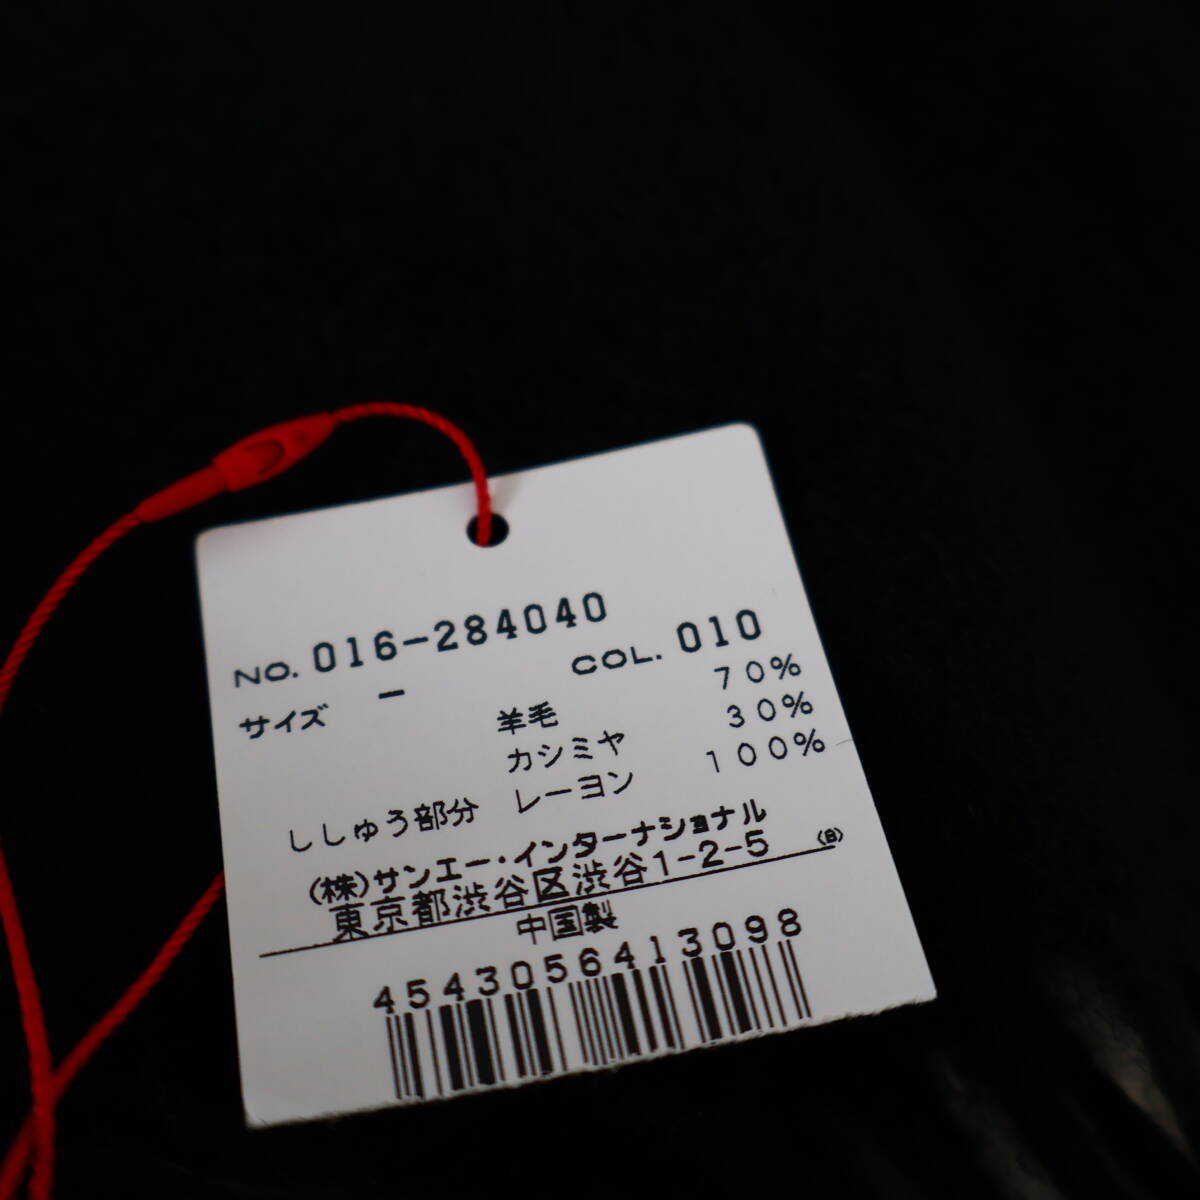 NO. 016-284040
COL. 010
サイズ －
羊毛 70%
カシミヤ 30%
ししゅう部分 レーヨン 100%
(株)サンエー・インターナショナル
東京都渋谷区渋谷1-2-5
中国製
4543056413098